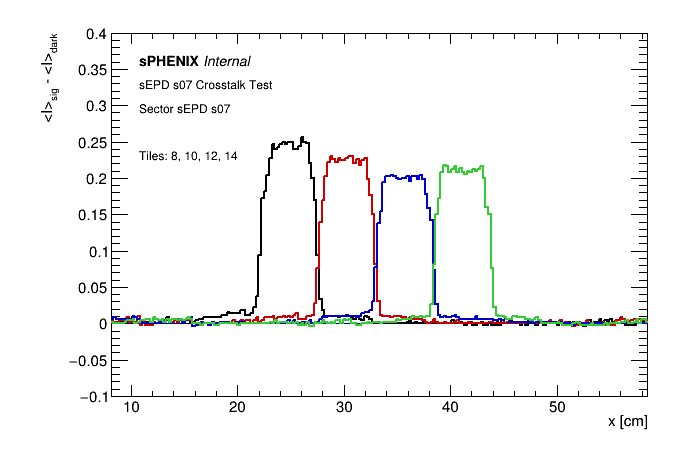 <I>sig - <I>dark
0.4
0.35
0.3
0.25
0.2
0.15
0.1
0.05
0
−0.05
−0.1
sPHENIX Internal
sEPD s07 Crosstalk Test
Sector sEPD s07
Tiles: 8, 10, 12, 14
10 20 30 40 50
x [cm]